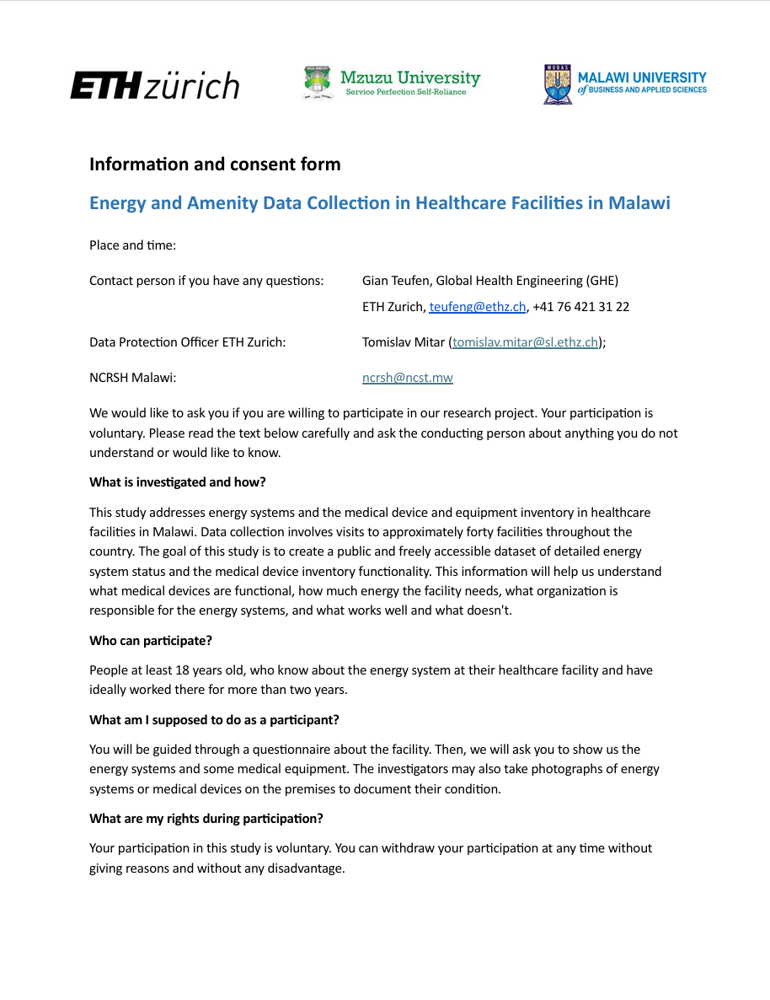 ETH zürich
Mzuzu University
Service Perfection Self-Reliance
MUBAS
MALAWI UNIVERSITY
of BUSINESS AND APPLIED SCIENCES
Information and consent form
Energy and Amenity Data Collection in Healthcare Facilities in Malawi
Place and time:
Contact person if you have any questions: Gian Teufen, Global Health Engineering (GHE)
ETH Zurich, teufeng@ethz.ch, +41 76 421 31 22
Data Protection Officer ETH Zurich: Tomislav Mitar (tomislav.mitar@sl.ethz.ch);
NCRSH Malawi: ncrsh@ncst.mw
We would like to ask you if you are willing to participate in our research project. Your participation is
voluntary. Please read the text below carefully and ask the conducting person about anything you do not
understand or would like to know.
What is investigated and how?
This study addresses energy systems and the medical device and equipment inventory in healthcare
facilities in Malawi. Data collection involves visits to approximately forty facilities throughout the
country. The goal of this study is to create a public and freely accessible dataset of detailed energy
system status and the medical device inventory functionality. This information will help us understand
what medical devices are functional, how much energy the facility needs, what organization is
responsible for the energy systems, and what works well and what doesn't.
Who can participate?
People at least 18 years old, who know about the energy system at their healthcare facility and have
ideally worked there for more than two years.
What am I supposed to do as a participant?
You will be guided through a questionnaire about the facility. Then, we will ask you to show us the
energy systems and some medical equipment. The investigators may also take photographs of energy
systems or medical devices on the premises to document their condition.
What are my rights during participation?
Your participation in this study is voluntary. You can withdraw your participation at any time without
giving reasons and without any disadvantage.